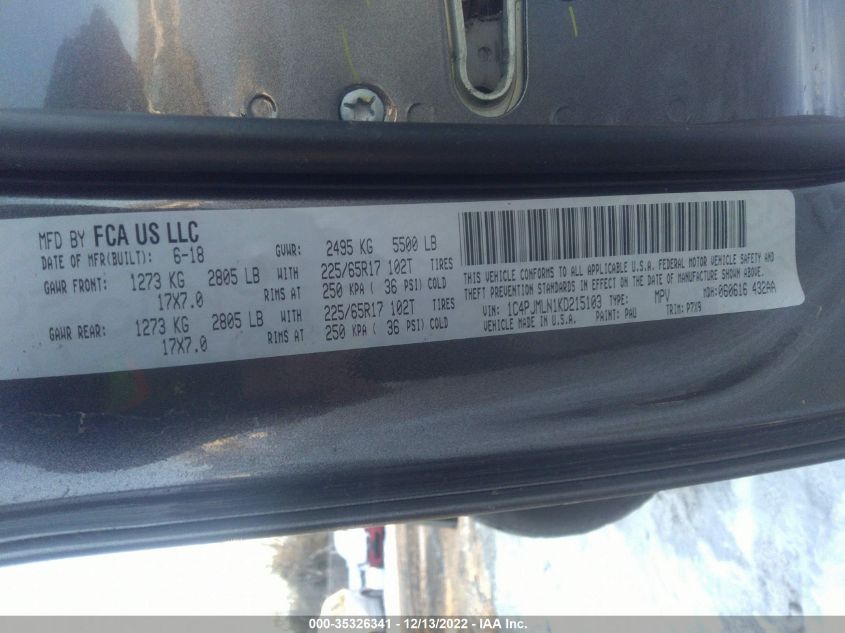 MFD BY FCA US LLC
DATE OF MFR(BUILT): 6-18 GVWR: 2495 KG 5500 LB
GAWR FRONT: 1273 KG 2805 LB WITH 225/65R17 102T TIRES
17X7.0 RIMS AT 250 KPA ( 36 PSI) COLD
GAWR REAR: 1273 KG 2805 LB WITH 225/65R17 102T TIRES
17X7.0 RIMS AT 250 KPA ( 36 PSI) COLD
THIS VEHICLE CONFORMS TO ALL APPLICABLE U.S.A. FEDERAL MOTOR VEHICLE SAFETY AND
THEFT PREVENTION STANDARDS IN EFFECT ON THE DATE OF MANUFACTURE SHOWN ABOVE.
VIN: 1C4PJMLN1KD215103 TYPE: MPV MDH: 060616 432AA
VEHICLE MADE IN U.S.A. PAINT: PAU TRIM: P7X9
000-35326341 - 12/13/2022 - IAA Inc.